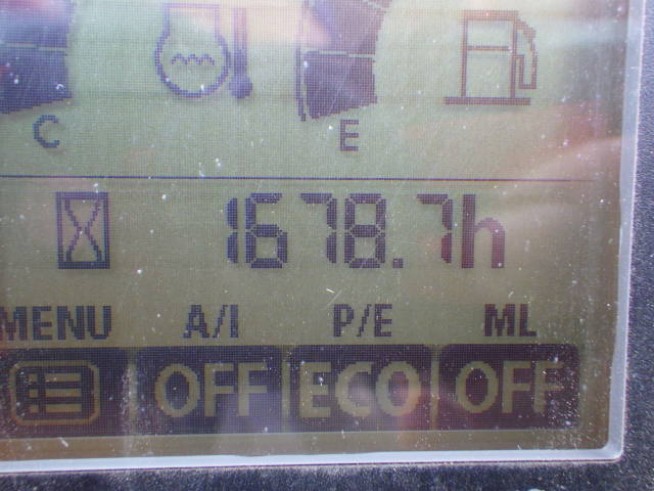 C E
1678.7h
MENU A/I P/E ML
OFF ECO OFF